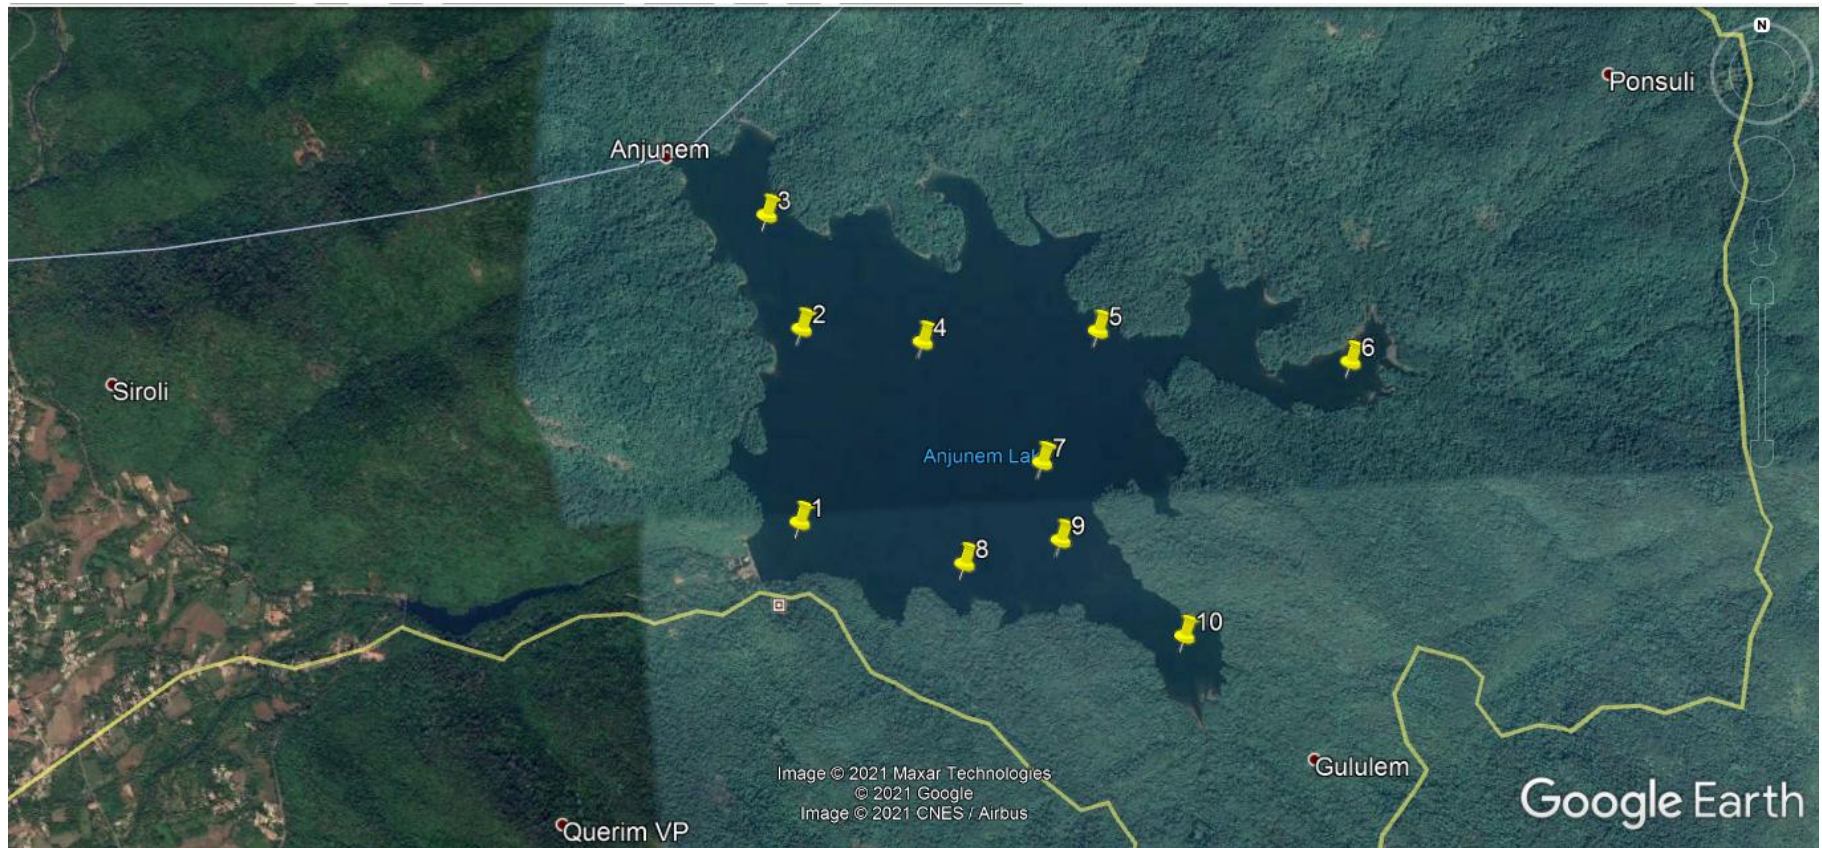 N
Ponsuli
Anjunem
3
2
4
5
6
Siroli
Anjunem La
7
1
8
9
10
Gululem
Image © 2021 Maxar Technologies
© 2021 Google
Image © 2021 CNES / Airbus
Google Earth
Querim VP